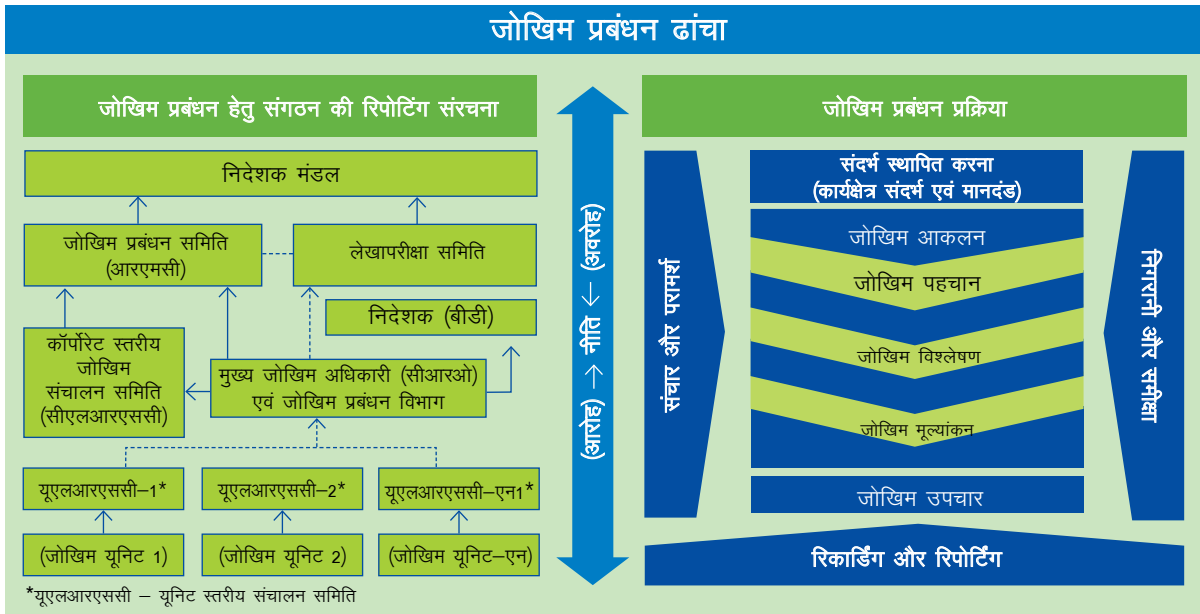 जोखिम प्रबंधन ढांचा
जोखिम प्रबंधन हेतु संगठन की रिपोटिंग संरचना
निदेशक मंडल
जोखिम प्रबंधन समिति
(आरएमसी)
लेखापरीक्षा समिति
निदेशक (बीडी)
कॉर्पोरेट स्तरीय
जोखिम
संचालन समिति
(सीएलआरएससी)
मुख्य जोखिम अधिकारी (सीआरओ)
एवं जोखिम प्रबंधन विभाग
यूएलआरएससी–1*
यूएलआरएससी–2*
यूएलआरएससी–एन1*
(जोखिम यूनिट 1)
(जोखिम यूनिट 2)
(जोखिम यूनिट–एन)
*यूएलआरएससी – यूनिट स्तरीय संचालन समिति
(आरोह) → नीति ← (अवरोह)
जोखिम प्रबंधन प्रक्रिया
संचार और परामर्श
संदर्भ स्थापित करना
(कार्यक्षेत्र संदर्भ एवं मानदंड)
जोखिम आकलन
जोखिम पहचान
जोखिम विश्लेषण
जोखिम मूल्यांकन
जोखिम उपचार
निगरानी और समीक्षा
रिकार्डिंग और रिपोर्टिंग